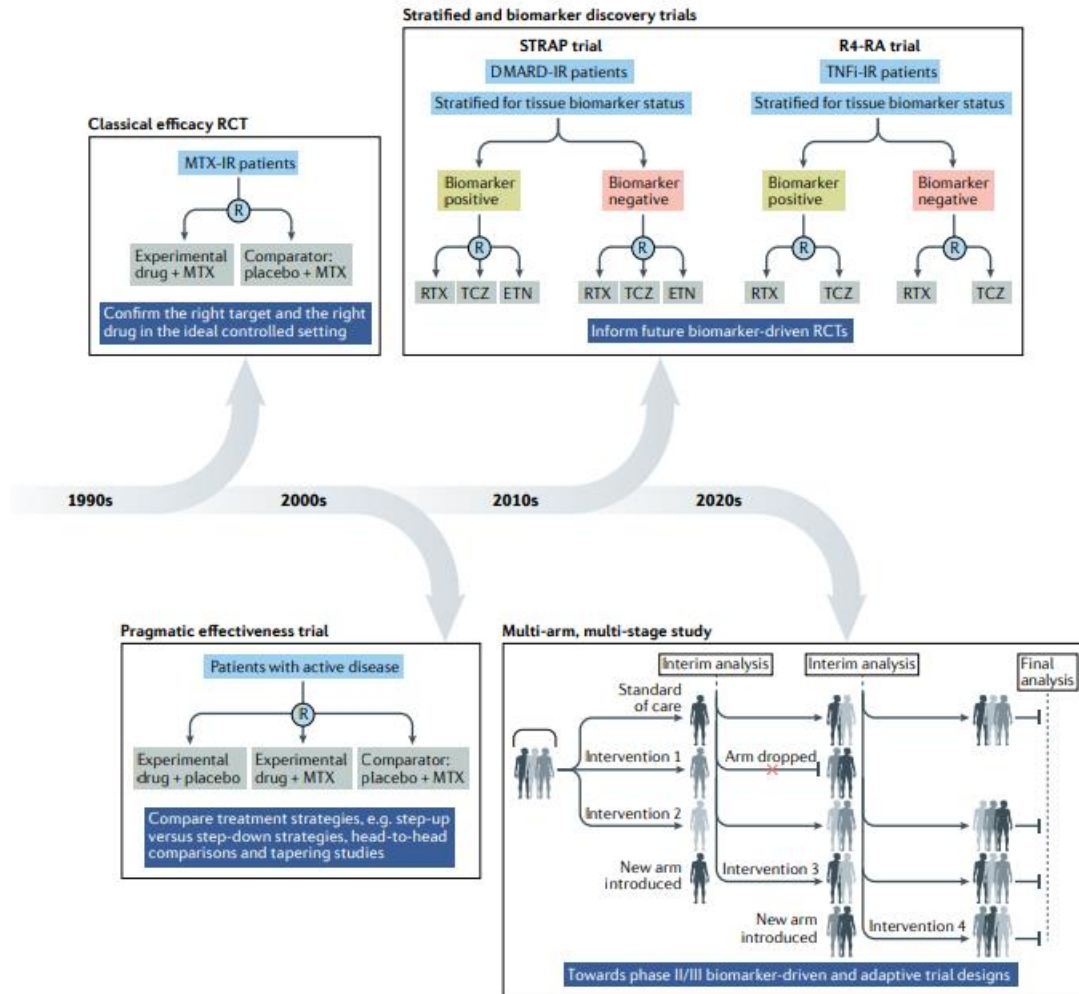 Stratified and biomarker discovery trials
STRAP trial
DMARD-IR patients
Stratified for tissue biomarker status
Biomarker
positive
Biomarker
negative
R
R
RTX
TCZ
ETN
RTX
TCZ
ETN
R4-RA trial
TNFi-IR patients
Stratified for tissue biomarker status
Biomarker
positive
Biomarker
negative
R
R
RTX
TCZ
RTX
TCZ
Inform future biomarker-driven RCTs
Classical efficacy RCT
MTX-IR patients
R
Experimental
drug + MTX
Comparator:
placebo + MTX
Confirm the right target and the right
drug in the ideal controlled setting
1990s
2000s
2010s
2020s
Pragmatic effectiveness trial
Patients with active disease
R
Experimental
drug + placebo
Experimental
drug + MTX
Comparator:
placebo + MTX
Compare treatment strategies, e.g. step-up
versus step-down strategies, head-to-head
comparisons and tapering studies
Multi-arm, multi-stage study
Interim analysis
Interim analysis
Final
analysis
Standard
of care
Intervention 1
Arm dropped
Intervention 2
New arm
introduced
Intervention 3
New arm
introduced
Intervention 4
Towards phase II/III biomarker-driven and adaptive trial designs